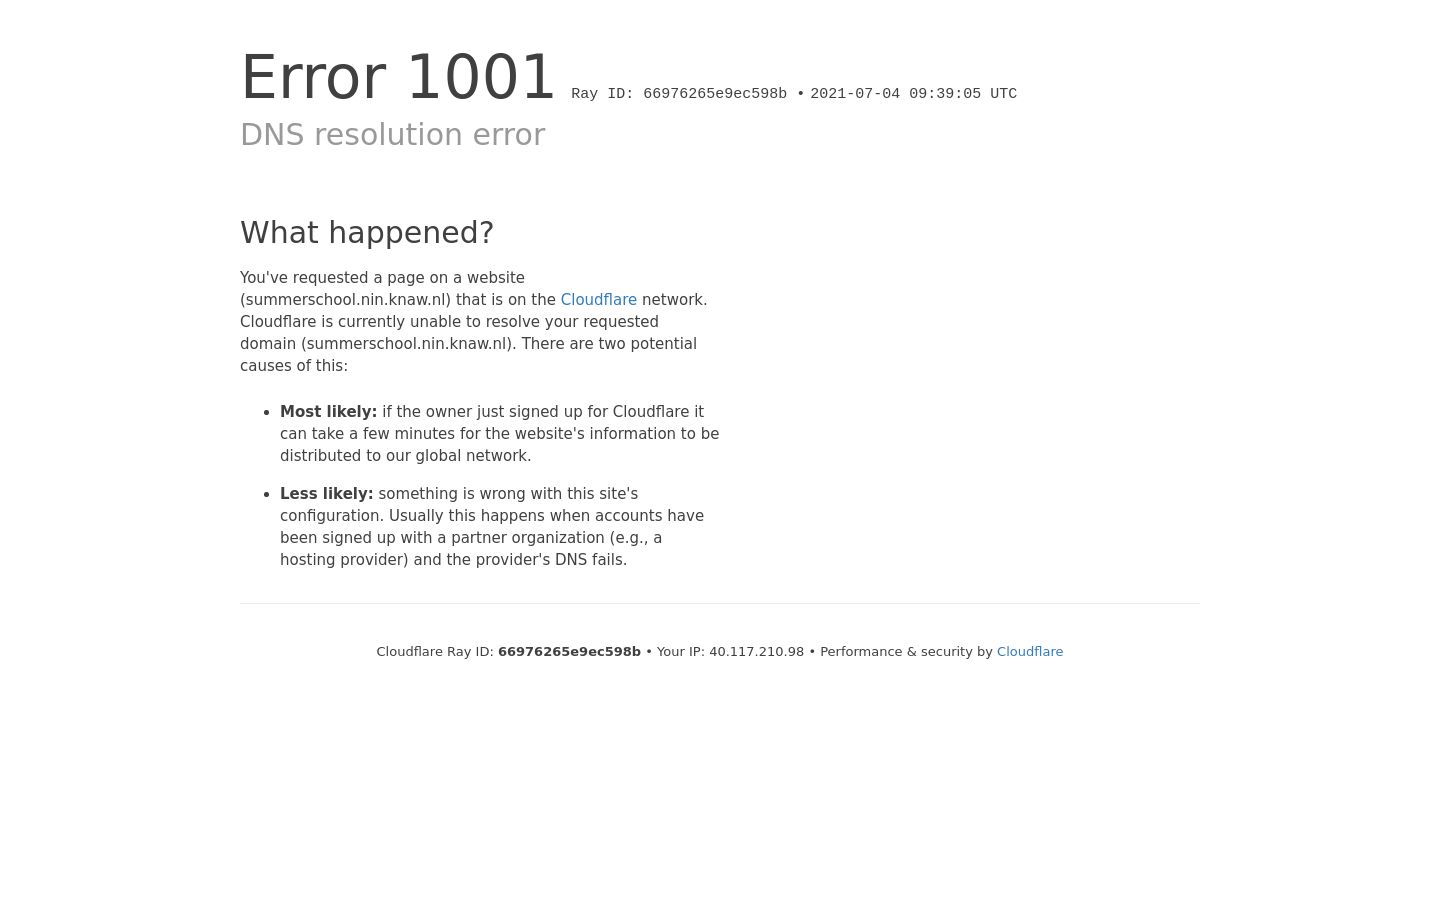 Error 1001 Ray ID: 66976265e9ec598b • 2021-07-04 09:39:05 UTC
DNS resolution error
What happened?
You've requested a page on a website
(summerschool.nin.knaw.nl) that is on the Cloudflare network.
Cloudflare is currently unable to resolve your requested
domain (summerschool.nin.knaw.nl). There are two potential
causes of this:
• Most likely: if the owner just signed up for Cloudflare it
can take a few minutes for the website's information to be
distributed to our global network.
• Less likely: something is wrong with this site's
configuration. Usually this happens when accounts have
been signed up with a partner organization (e.g., a
hosting provider) and the provider's DNS fails.
Cloudflare Ray ID: 66976265e9ec598b • Your IP: 40.117.210.98 • Performance & security by Cloudflare